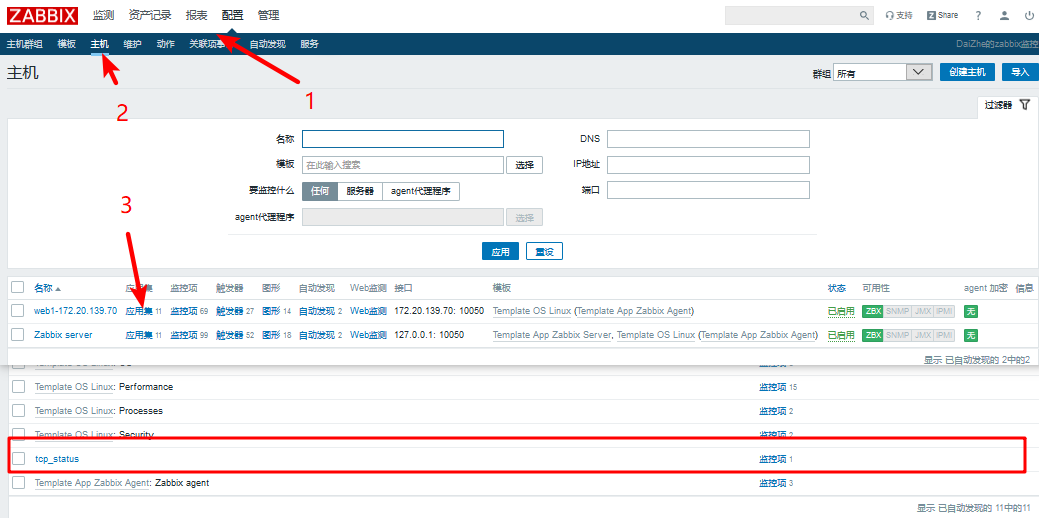 ZABBIX 监测 资产记录 报表 配置 管理 支持 Z Share ?
主机群组 模板 主机 维护 动作 关联项事 自动发现 服务 DaiZhe的zabbix监控
主机 群组 所有 创建主机 导入
1
2
过滤器
名称 DNS
模板 在此输入搜索 选择 IP地址
要监控什么 任何 服务器 agent代理程序 端口
3
agent代理程序 选择
应用 重设
名称 应用集 监控项 触发器 图形 自动发现 Web监测 接口 模板 状态 可用性 agent 加密 信息
web1-172.20.139.70 应用集 11 监控项 69 触发器 27 图形 14 自动发现 2 Web监测 172.20.139.70: 10050 Template OS Linux (Template App Zabbix Agent) 已启用 ZBX SNMP JMX IPMI 无
Zabbix server 应用集 11 监控项 99 触发器 52 图形 18 自动发现 2 Web监测 127.0.0.1: 10050 Template App Zabbix Server, Template OS Linux (Template App Zabbix Agent) 已启用 ZBX SNMP JMX IPMI 无
显示 已自动发现的 2中的2
Template OS Linux: Performance 监控项 15
Template OS Linux: Processes 监控项 2
Template OS Linux: Security 监控项 2
tcp_status 监控项 1
Template App Zabbix Agent: Zabbix agent 监控项 3
显示 已自动发现的 11中的11